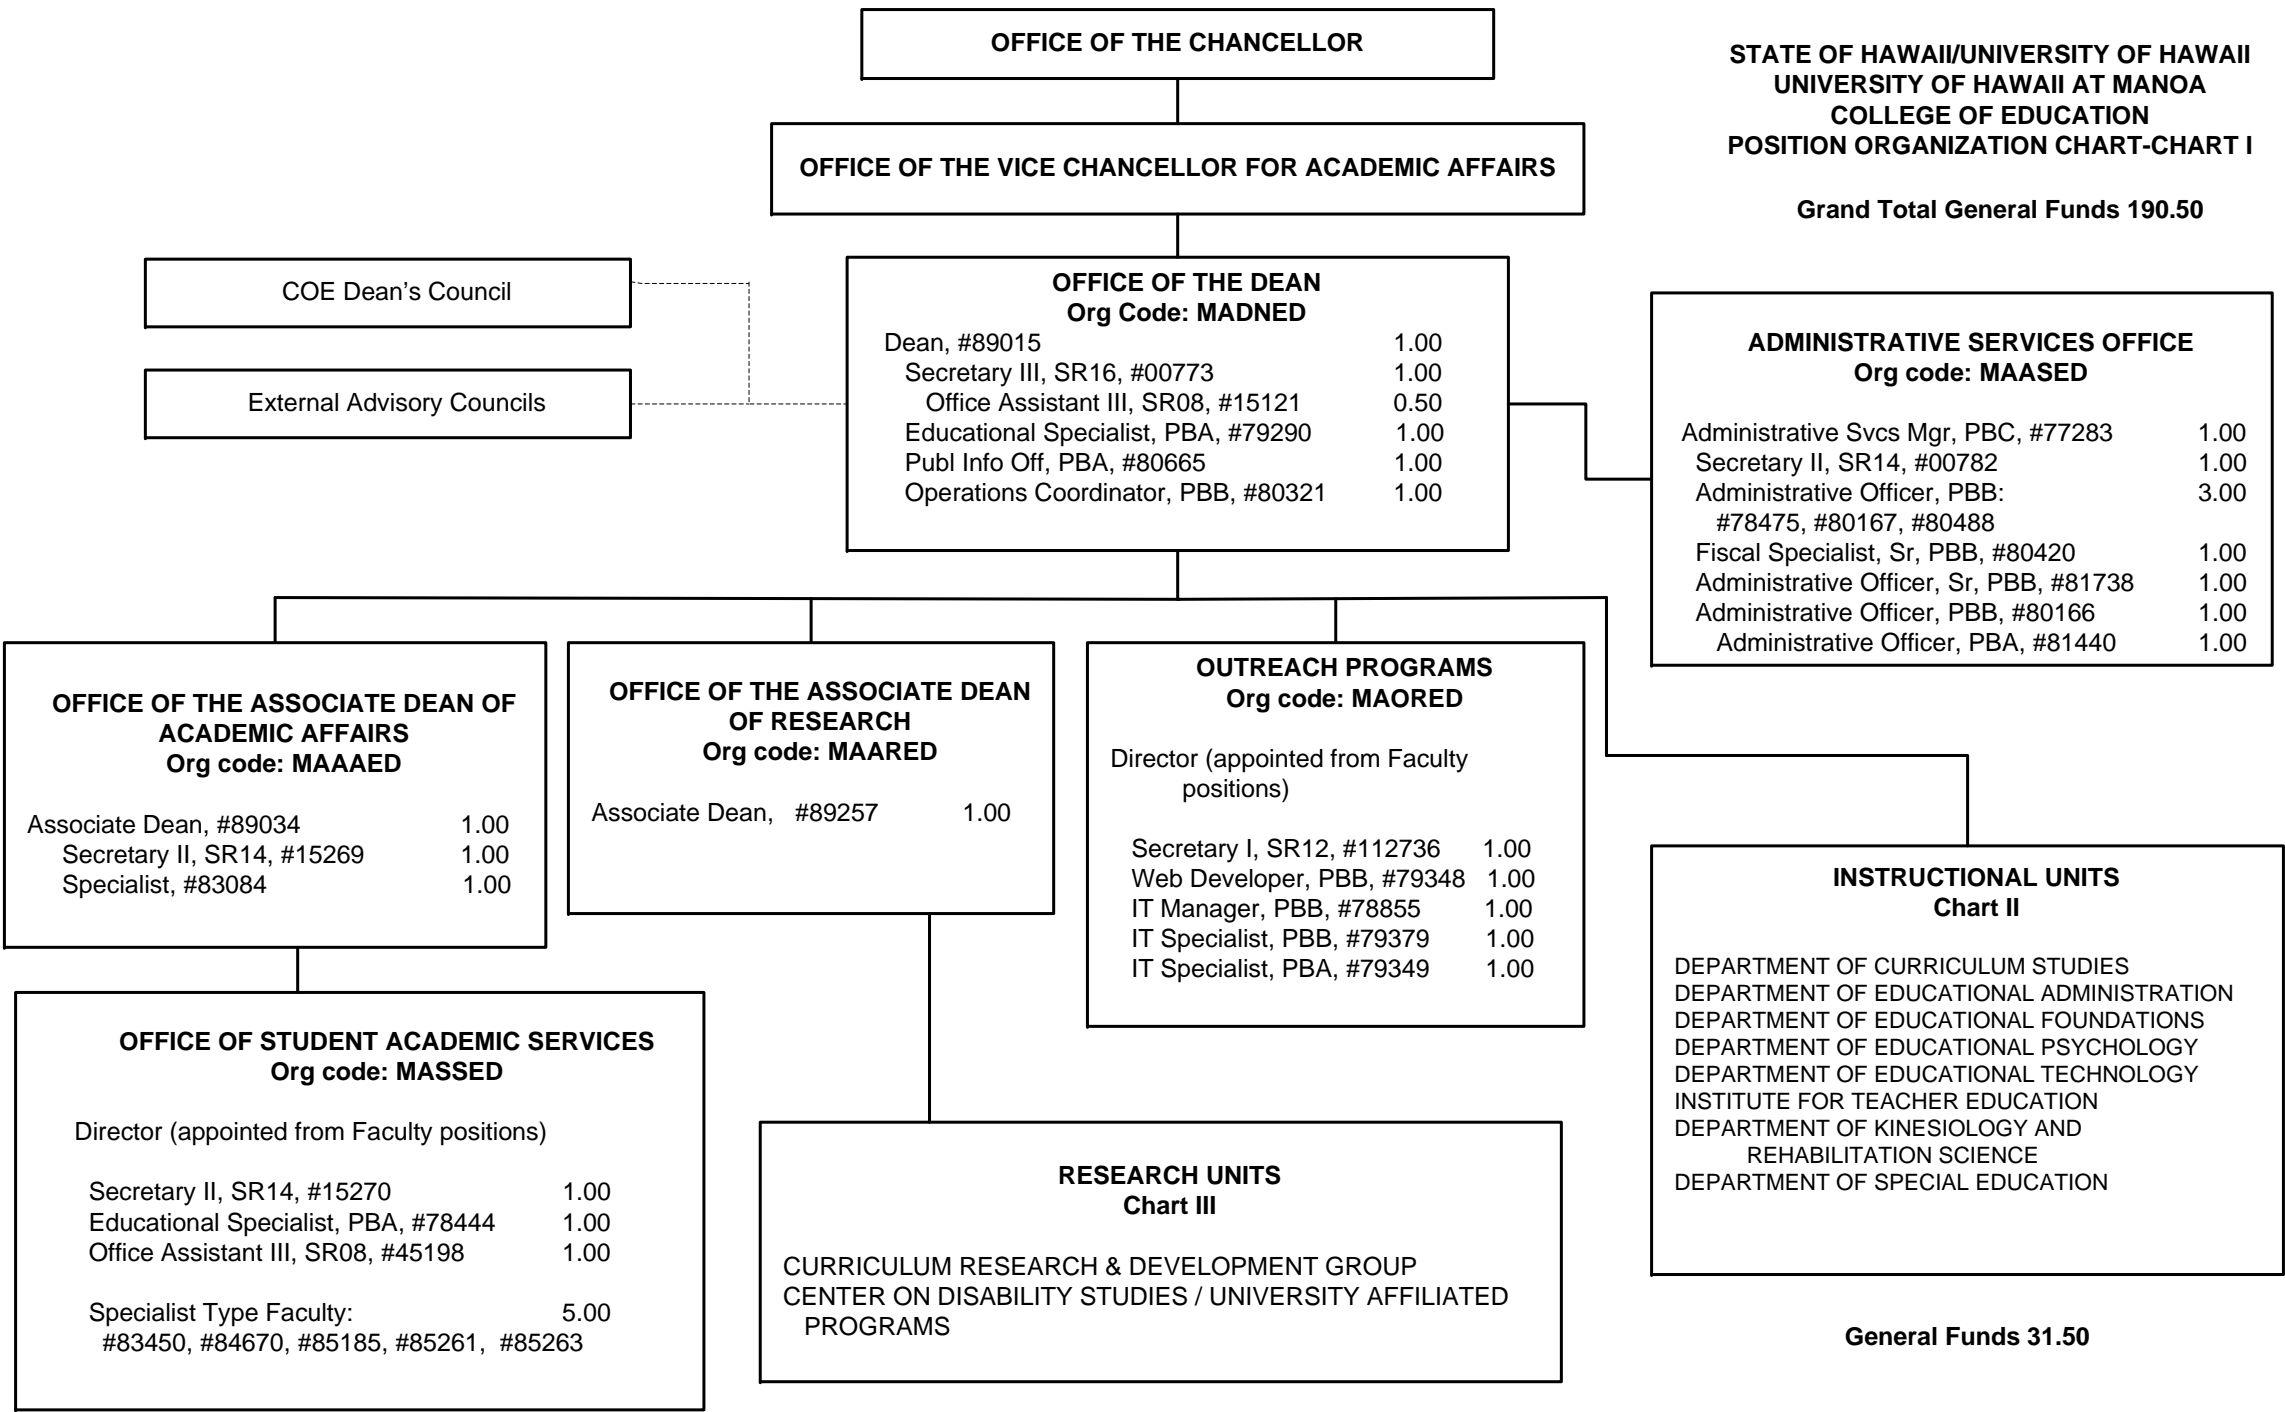 OFFICE OF THE CHANCELLOR
STATE OF HAWAII/UNIVERSITY OF HAWAII
UNIVERSITY OF HAWAII AT MANOA
COLLEGE OF EDUCATION
POSITION ORGANIZATION CHART-CHART I
Grand Total General Funds 190.50
OFFICE OF THE VICE CHANCELLOR FOR ACADEMIC AFFAIRS
COE Dean's Council
External Advisory Councils
OFFICE OF THE DEAN
Org Code: MADNED
Dean, #89015 1.00
Secretary III, SR16, #00773 1.00
Office Assistant III, SR08, #15121 0.50
Educational Specialist, PBA, #79290 1.00
Publ Info Off, PBA, #80665 1.00
Operations Coordinator, PBB, #80321 1.00
ADMINISTRATIVE SERVICES OFFICE
Org code: MAASED
Administrative Svcs Mgr, PBC, #77283 1.00
Secretary II, SR14, #00782 1.00
Administrative Officer, PBB: 3.00
#78475, #80167, #80488
Fiscal Specialist, Sr, PBB, #80420 1.00
Administrative Officer, Sr, PBB, #81738 1.00
Administrative Officer, PBB, #80166 1.00
Administrative Officer, PBA, #81440 1.00
OFFICE OF THE ASSOCIATE DEAN OF
ACADEMIC AFFAIRS
Org code: MAAAED
Associate Dean, #89034 1.00
Secretary II, SR14, #15269 1.00
Specialist, #83084 1.00
OFFICE OF THE ASSOCIATE DEAN
OF RESEARCH
Org code: MAARED
Associate Dean, #89257 1.00
OUTREACH PROGRAMS
Org code: MAORED
Director (appointed from Faculty
positions)
Secretary I, SR12, #112736 1.00
Web Developer, PBB, #79348 1.00
IT Manager, PBB, #78855 1.00
IT Specialist, PBB, #79379 1.00
IT Specialist, PBA, #79349 1.00
INSTRUCTIONAL UNITS
Chart II
DEPARTMENT OF CURRICULUM STUDIES
DEPARTMENT OF EDUCATIONAL ADMINISTRATION
DEPARTMENT OF EDUCATIONAL FOUNDATIONS
DEPARTMENT OF EDUCATIONAL PSYCHOLOGY
DEPARTMENT OF EDUCATIONAL TECHNOLOGY
INSTITUTE FOR TEACHER EDUCATION
DEPARTMENT OF KINESIOLOGY AND
REHABILITATION SCIENCE
DEPARTMENT OF SPECIAL EDUCATION
OFFICE OF STUDENT ACADEMIC SERVICES
Org code: MASSED
Director (appointed from Faculty positions)
Secretary II, SR14, #15270 1.00
Educational Specialist, PBA, #78444 1.00
Office Assistant III, SR08, #45198 1.00
Specialist Type Faculty: 5.00
#83450, #84670, #85185, #85261, #85263
RESEARCH UNITS
Chart III
CURRICULUM RESEARCH & DEVELOPMENT GROUP
CENTER ON DISABILITY STUDIES / UNIVERSITY AFFILIATED
PROGRAMS
General Funds 31.50